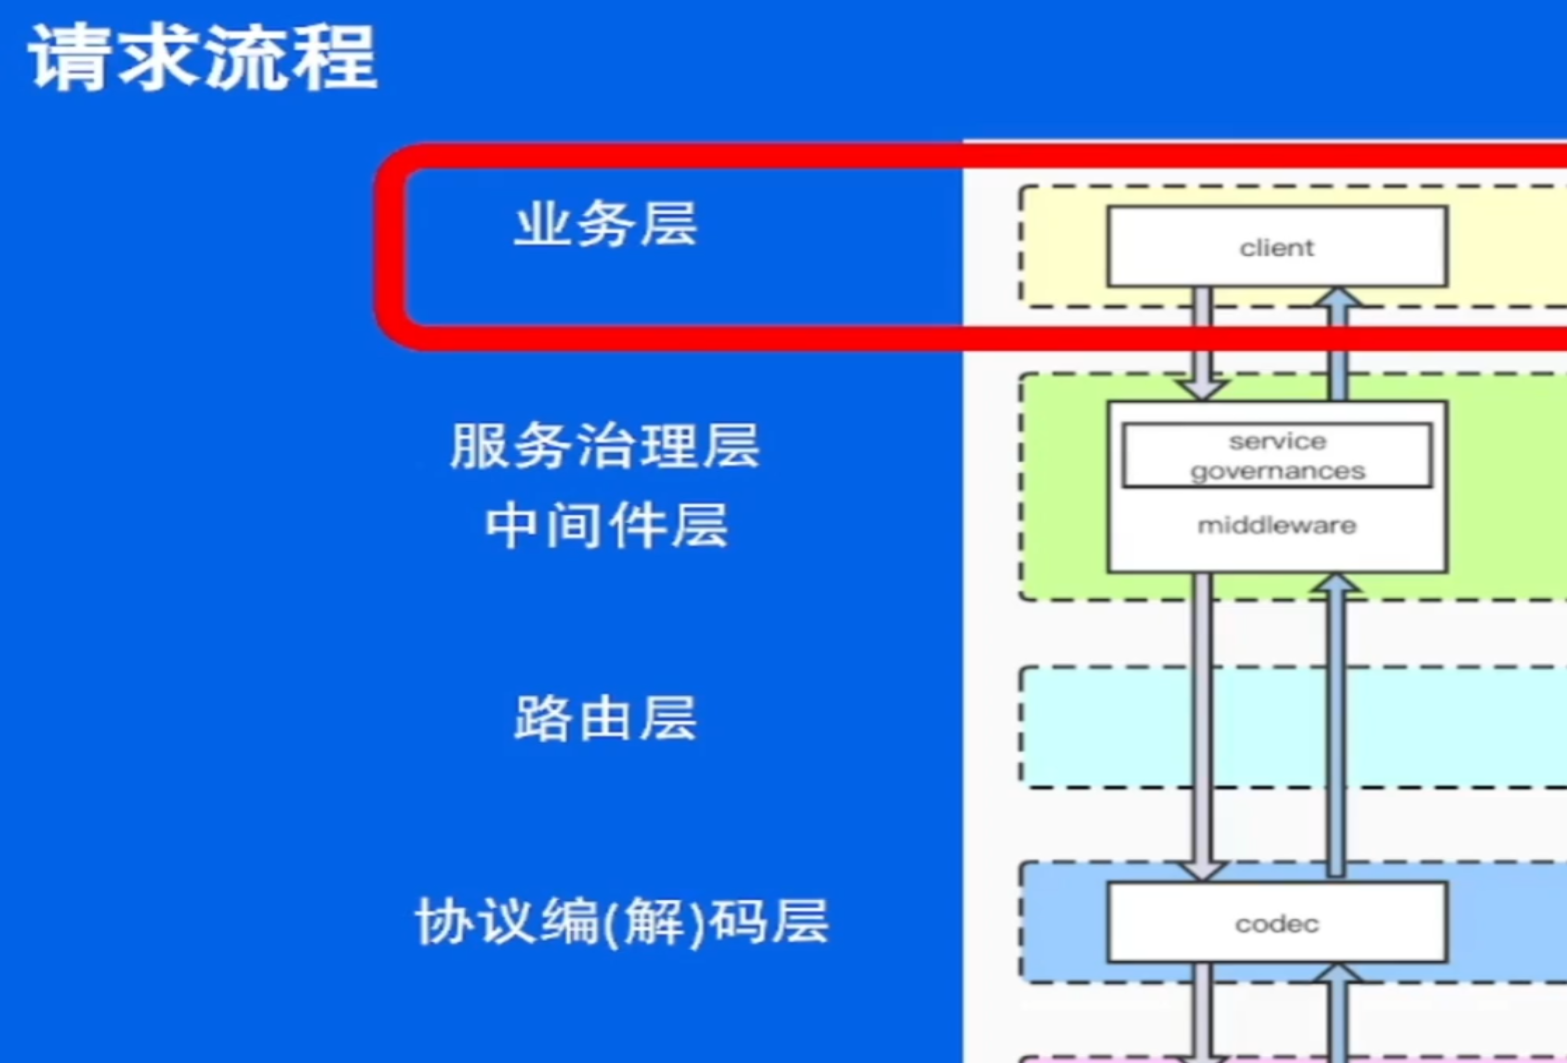 请求流程
业务层
client
服务治理层
service
governances
中间件层
middleware
路由层
协议编(解)码层
codec